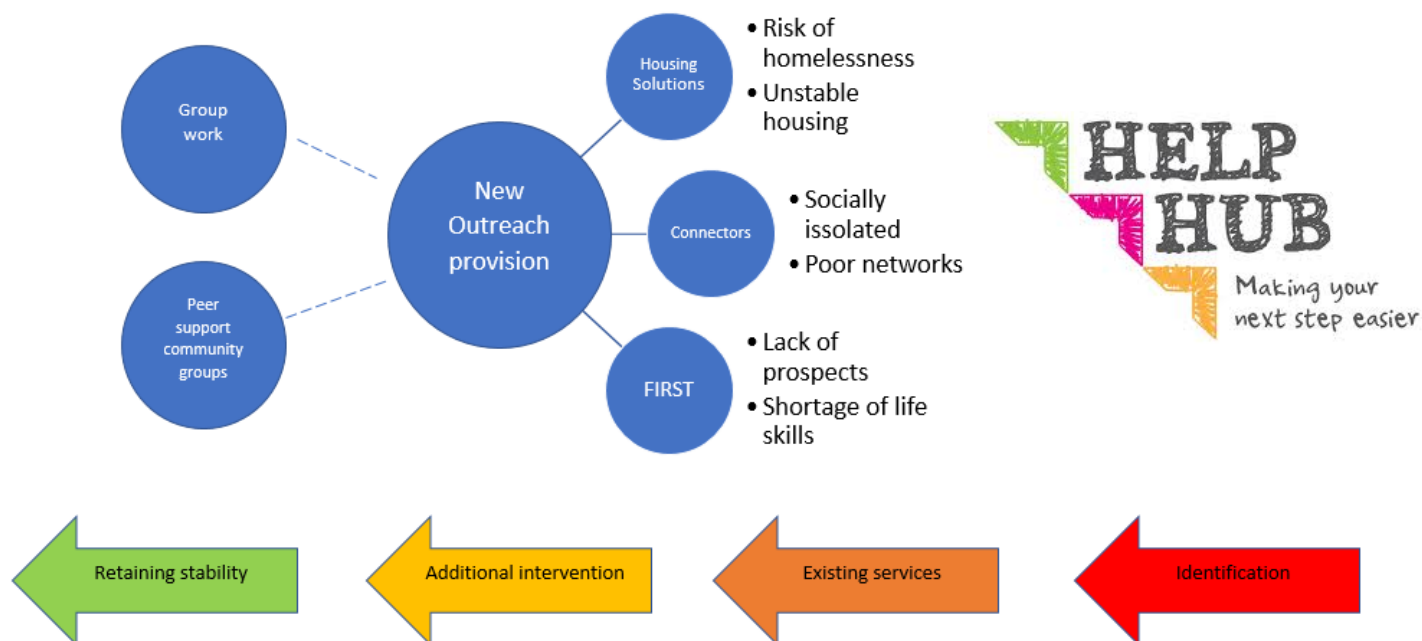 Group
work
Peer
support
community
groups
New
Outreach
provision
Housing
Solutions
• Risk of
homelessness
• Unstable
housing
Connectors
• Socially
issolated
• Poor networks
FIRST
• Lack of
prospects
• Shortage of life
skills
HELP
HUB
Making your
next step easier
Retaining stability
Additional intervention
Existing services
Identification